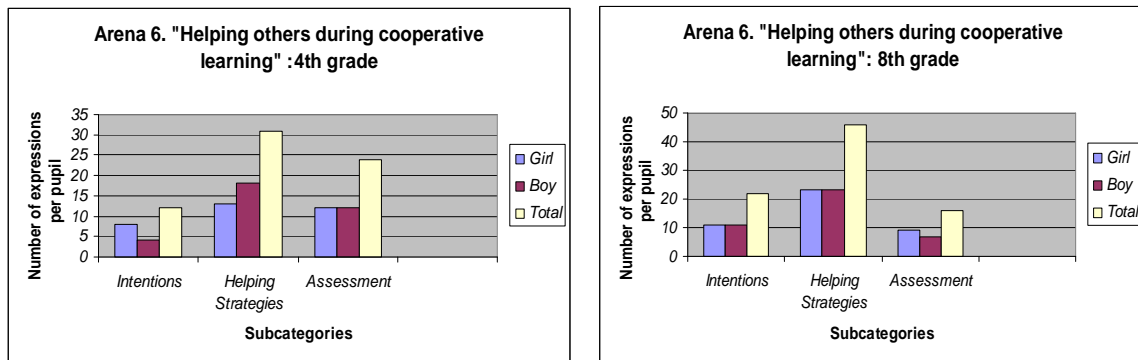 Arena 6. "Helping others during cooperative
learning" :4th grade
Number of expressions
per pupil
35
30
25
20
15
10
5
0
Intentions
Helping
Strategies
Assessment
Subcategories
Girl
Boy
Total
Arena 6. "Helping others during cooperative
learning": 8th grade
Number of expressions
per pupil
50
40
30
20
10
0
Intentions
Helping
Strategies
Assessment
Subcategories
Girl
Boy
Total